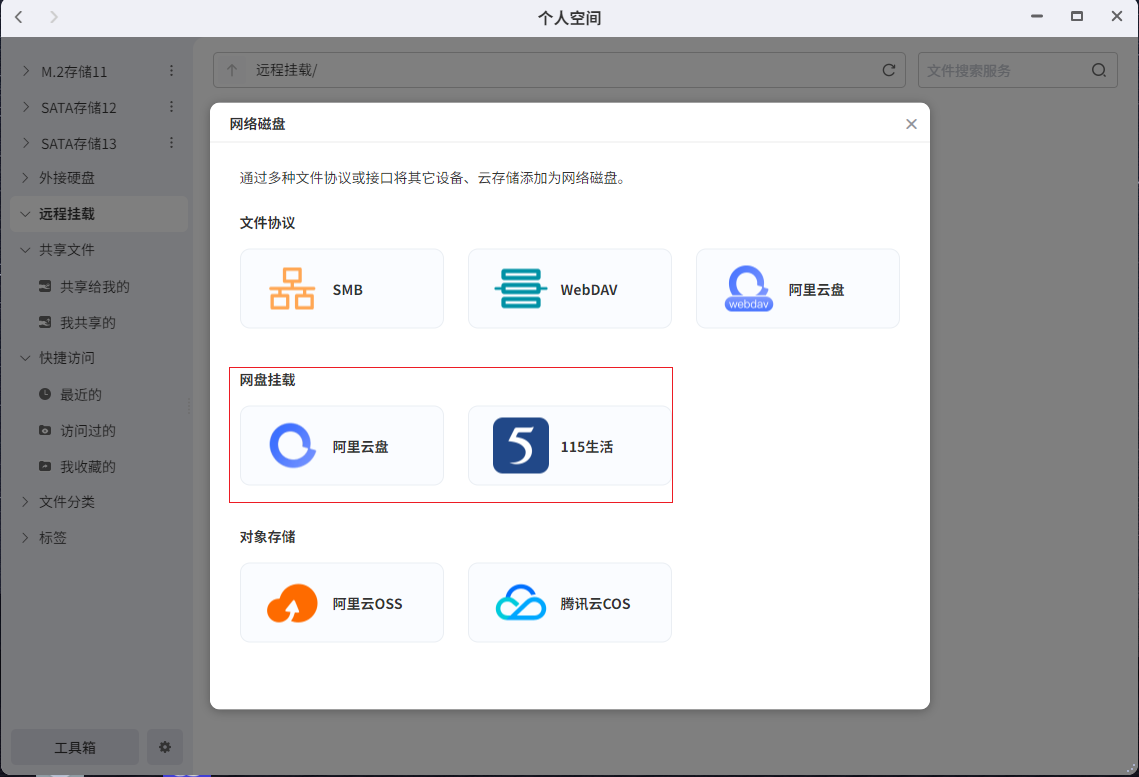 个人空间
M.2存储11
SATA存储12
SATA存储13
外接硬盘
远程挂载
共享文件
共享给我的
我共享的
快捷访问
最近的
访问过的
我收藏的
文件分类
标签
工具箱
远程挂载/
文件搜索服务
网络磁盘
通过多种文件协议或接口将其它设备、云存储添加为网络磁盘。
文件协议
SMB
WebDAV
webdav
阿里云盘
网盘挂载
阿里云盘
5
115生活
对象存储
阿里云OSS
腾讯云COS